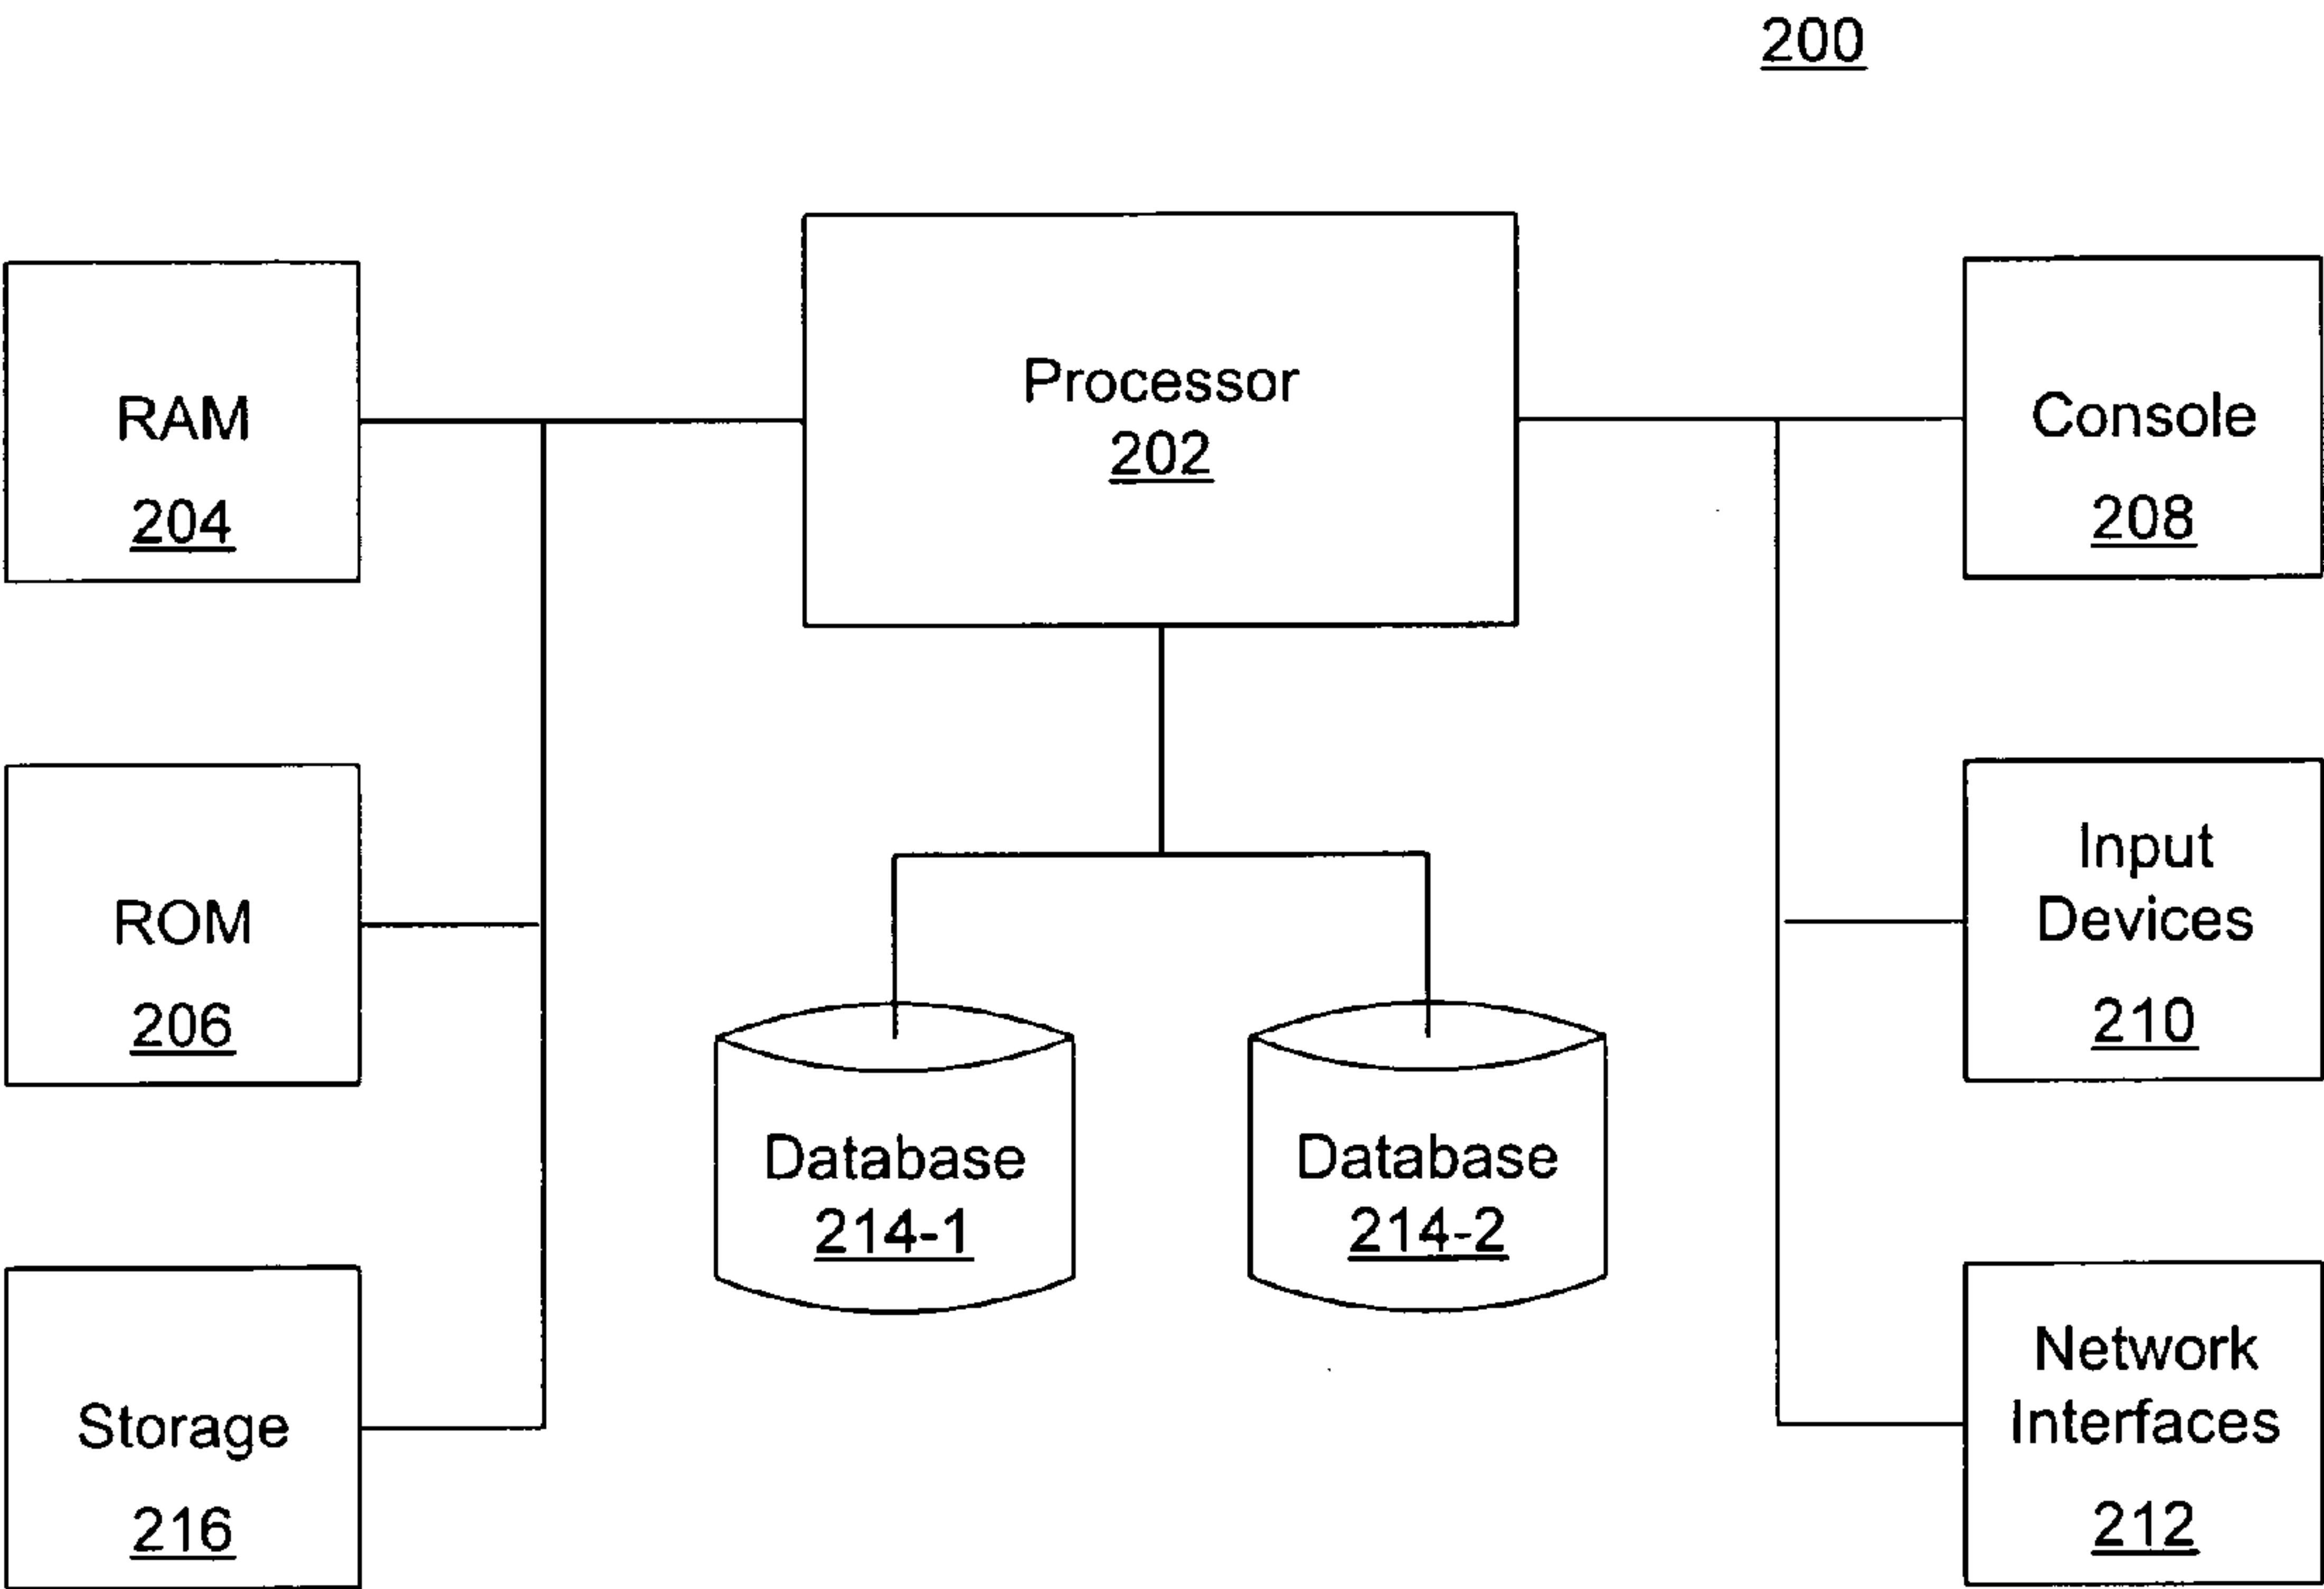 200
Processor
202
RAM
204
Console
208
ROM
206
Input
Devices
210
Database
214-1
Database
214-2
Storage
216
Network
Interfaces
212